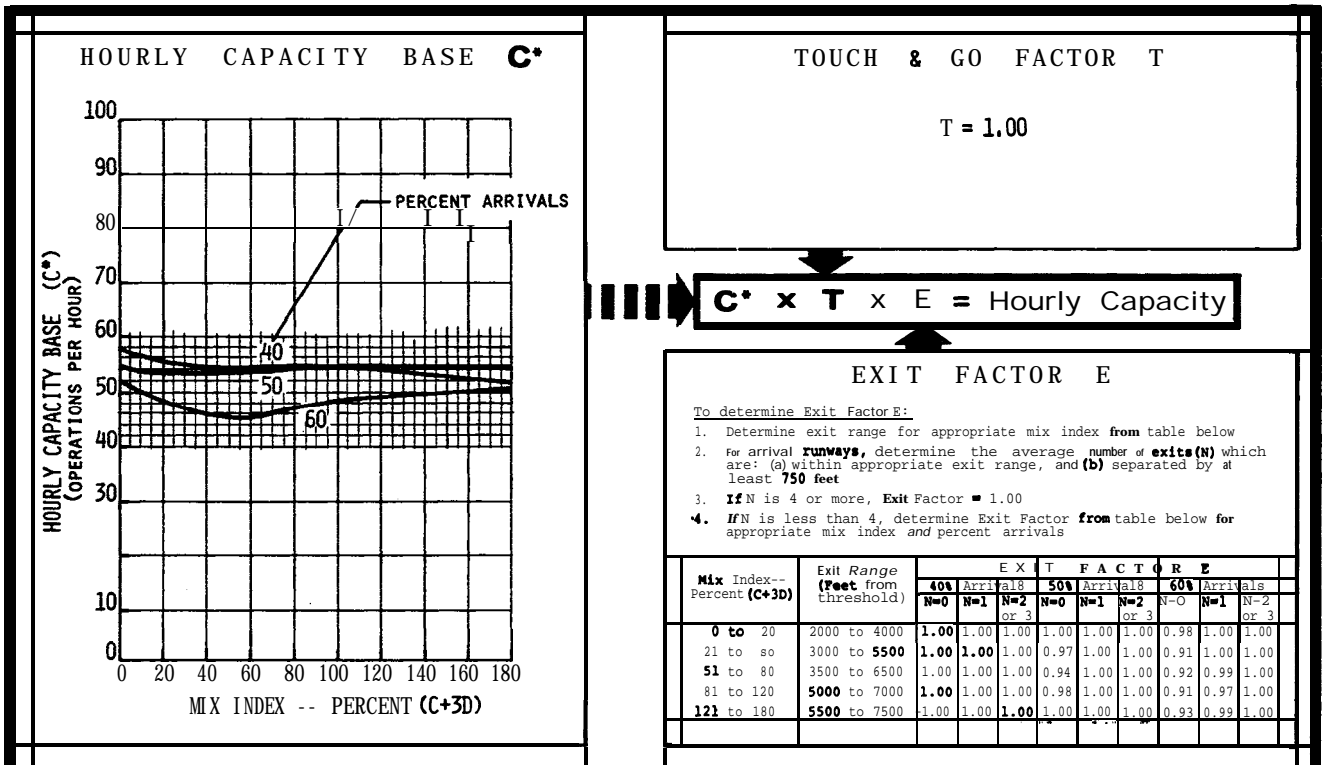 HOURLY CAPACITY BASE C*
100
90
80
70
60
50
40
30
10
0
HOURLY CAPACITY BASE (C*)
(OPERATIONS PER HOUR)
PERCENT ARRIVALS
40
50
60
0 20 40 60 80 100 120 140 160 180
MIX INDEX -- PERCENT (C+3D)
TOUCH & GO FACTOR T
T = 1.00
C* x T x E = Hourly Capacity
EXIT FACTOR E
To determine Exit Factor E:
1. Determine exit range for appropriate mix index from table below
2. For arrival runways, determine the average number of exits (N) which
are: (a) within appropriate exit range, and (b) separated by at
least 750 feet
3. If N is 4 or more, Exit Factor = 1.00
4. If N is less than 4, determine Exit Factor from table below for
appropriate mix index and percent arrivals
Mix Index--
Percent (C+3D)
Exit Range
(Feet from
threshold)
EXIT FACTOR E
40% Arrival8 50% Arrival8 60% Arrivals
N=0 N=1 N=2 or 3 N=0 N=1 N=2 or 3 N-O N=1 N-2 or 3
0 to 20 2000 to 4000 1.00 1.00 1.00 1.00 1.00 1.00 0.98 1.00 1.00
21 to so 3000 to 5500 1.00 1.00 1.00 0.97 1.00 1.00 0.91 1.00 1.00
51 to 80 3500 to 6500 1.00 1.00 1.00 0.94 1.00 1.00 0.92 0.99 1.00
81 to 120 5000 to 7000 1.00 1.00 1.00 0.98 1.00 1.00 0.91 0.97 1.00
121 to 180 5500 to 7500 1.00 1.00 1.00 1.00 1.00 1.00 0.93 0.99 1.00